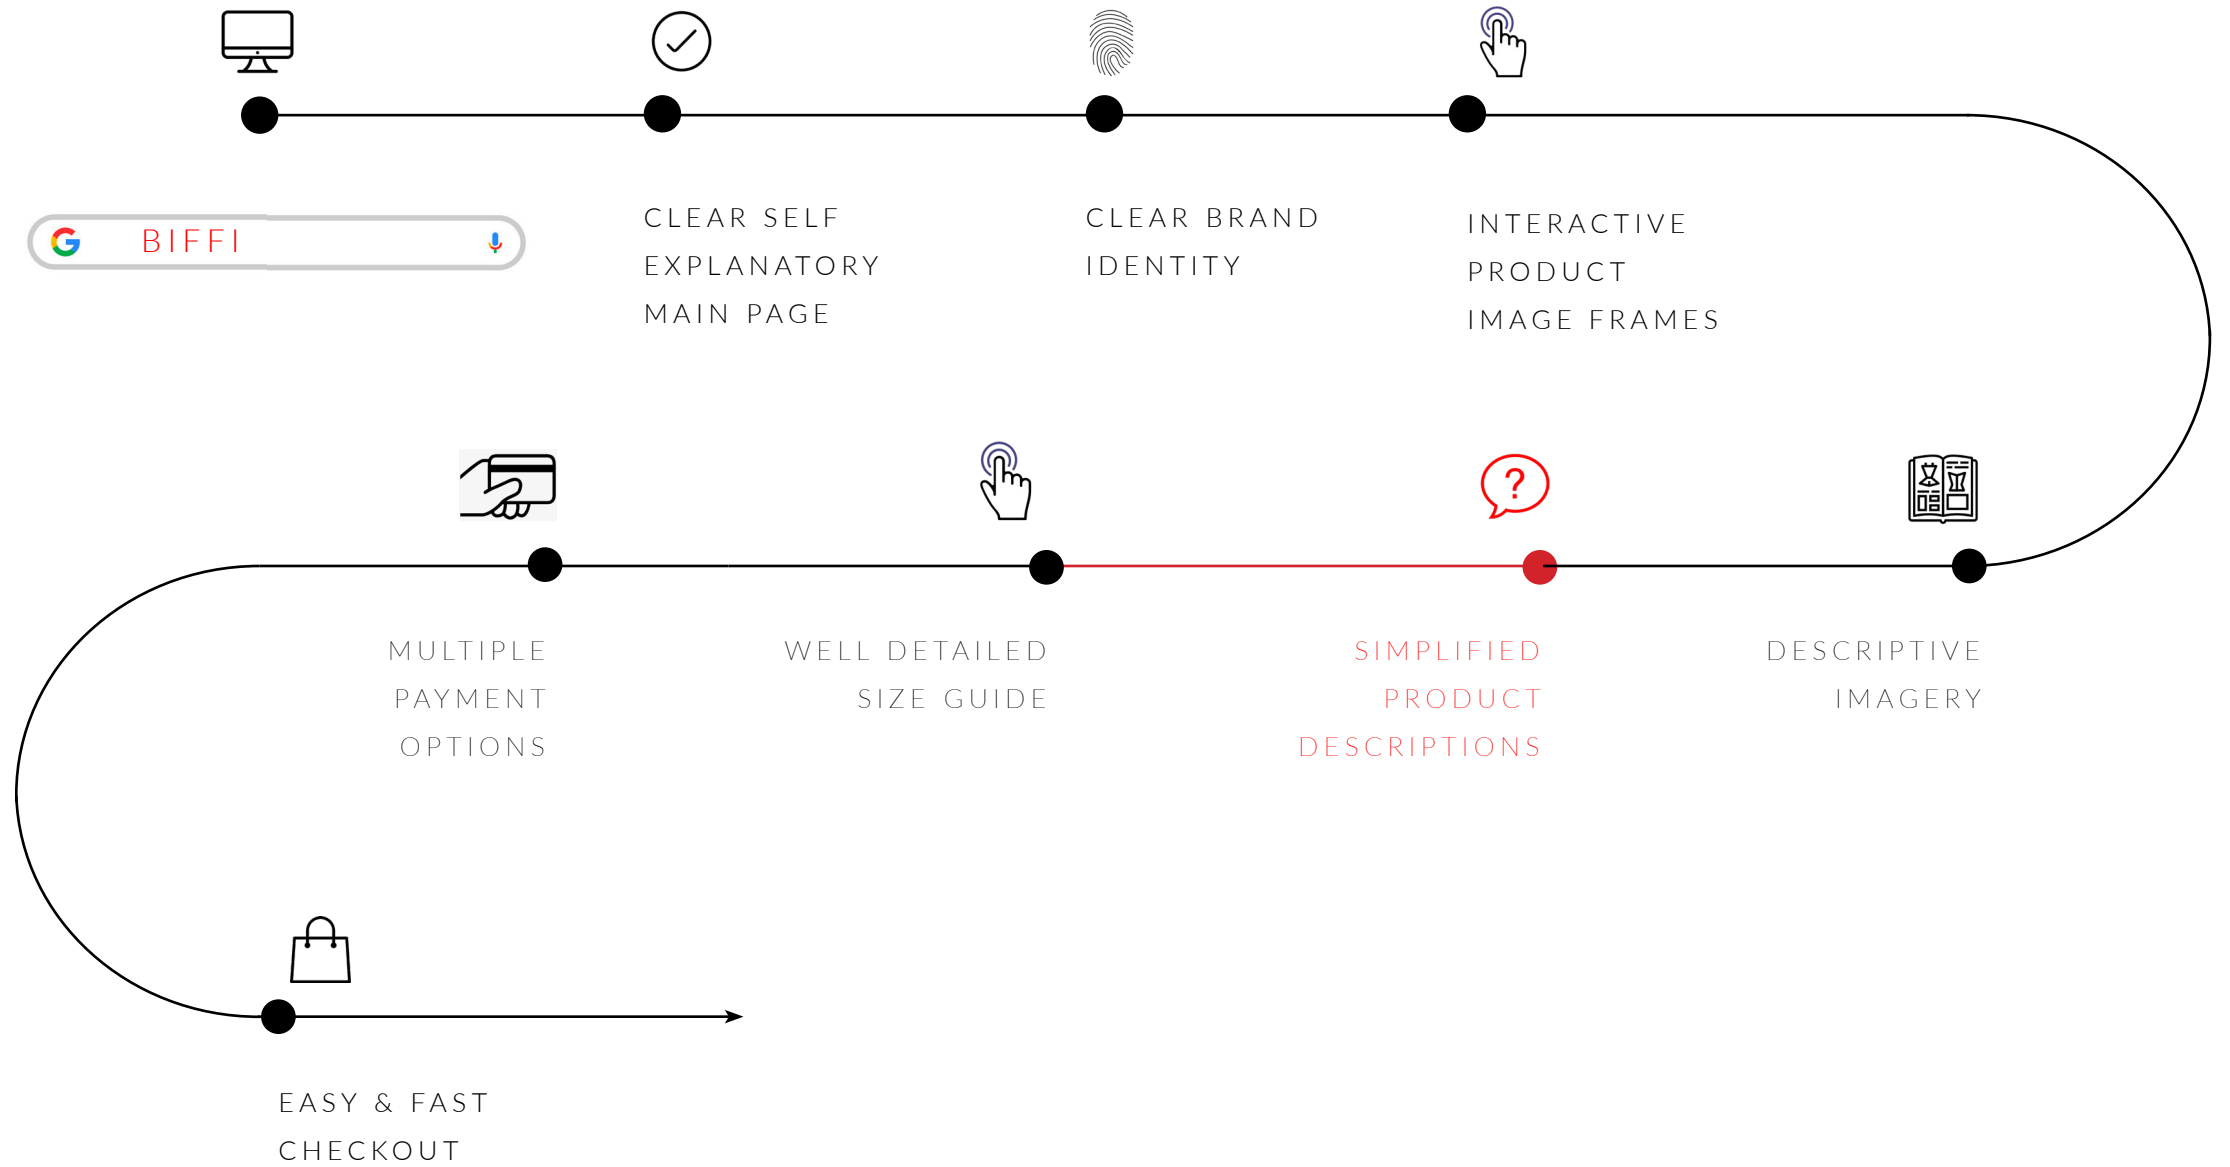 BIFFI
CLEAR SELF
EXPLANATORY
MAIN PAGE
CLEAR BRAND
IDENTITY
INTERACTIVE
PRODUCT
IMAGE FRAMES
?
DESCRIPTIVE
IMAGERY
SIMPLIFIED
PRODUCT
DESCRIPTIONS
WELL DETAILED
SIZE GUIDE
MULTIPLE
PAYMENT
OPTIONS
EASY & FAST
CHECKOUT